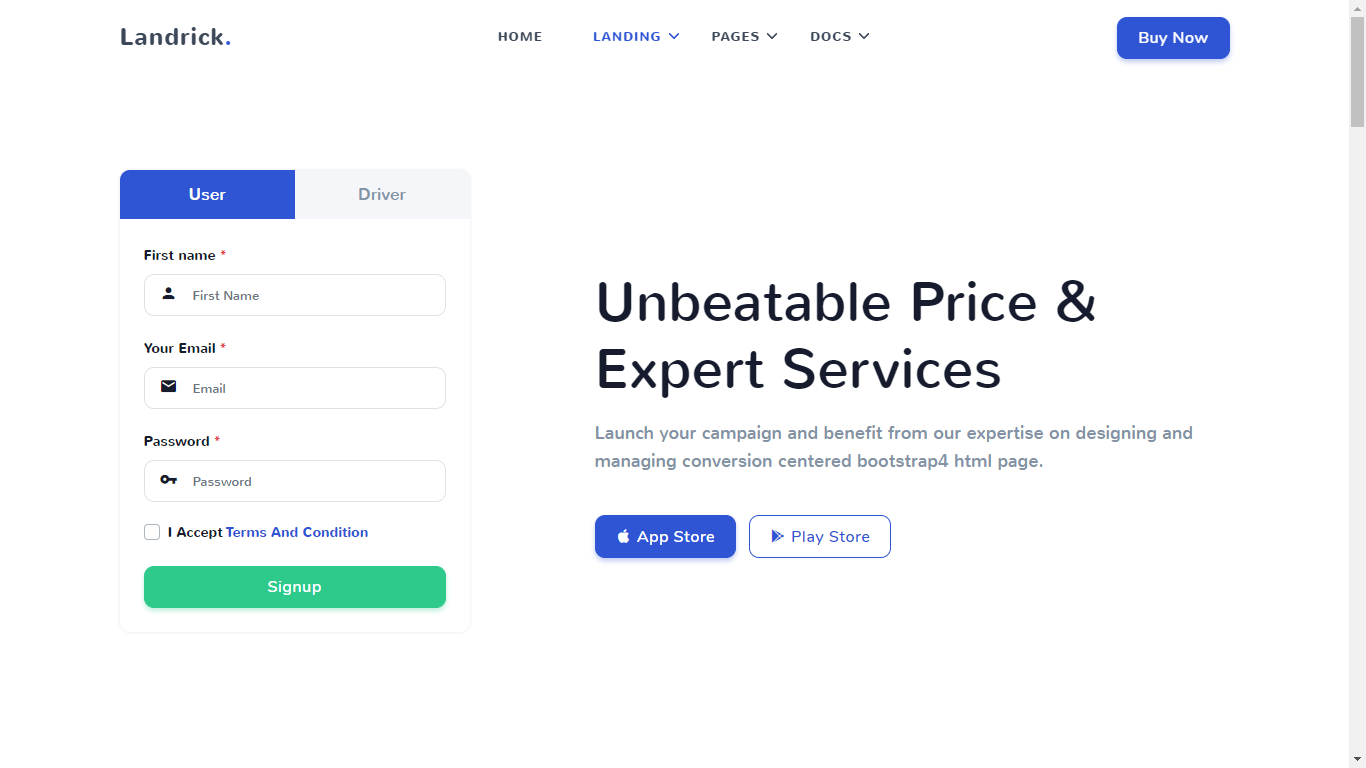 Landrick.
HOME LANDING PAGES DOCS
Buy Now
User Driver
First name *
First Name
Your Email *
Email
Password *
Password
I Accept Terms And Condition
Signup
Unbeatable Price &
Expert Services
Launch your campaign and benefit from our expertise on designing and
managing conversion centered bootstrap4 html page.
App Store Play Store